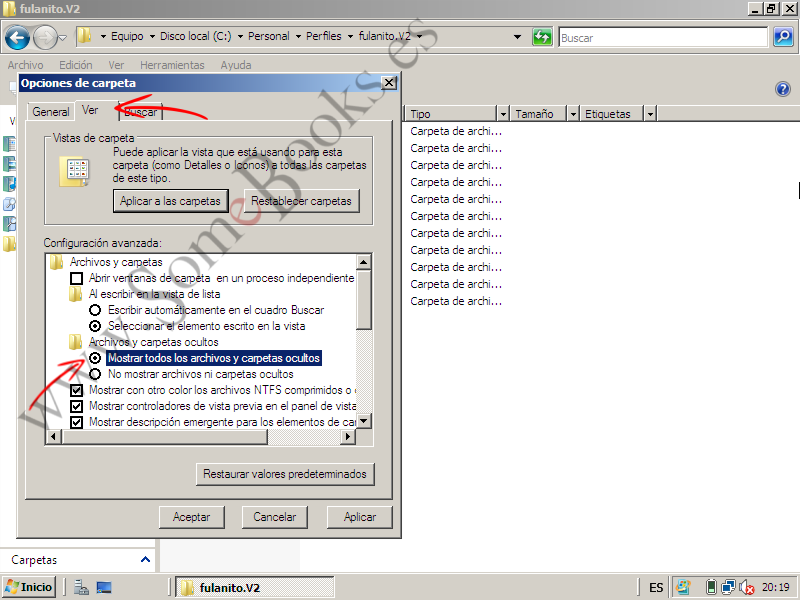 fulanito.V2
Equipo Disco local (C:) Personal Perfiles fulanito.V2
Buscar
Archivo Edición Ver Herramientas Ayuda
Opciones de carpeta
General Ver Buscar
Vistas de carpeta
Puede aplicar la vista que está usando para esta
carpeta (como Detalles o Iconos) a todas las carpetas
de este tipo.
Aplicar a las carpetas Restablecer carpetas
Configuración avanzada:
Archivos y carpetas
Abrir ventanas de carpeta en un proceso independiente
Al escribir en la vista de lista
Escribir automáticamente en el cuadro Buscar
Seleccionar el elemento escrito en la vista
Archivos y carpetas ocultos
Mostrar todos los archivos y carpetas ocultos
No mostrar archivos ni carpetas ocultos
Mostrar con otro color los archivos NTFS comprimidos o
Mostrar controladores de vista previa en el panel de vista
Mostrar descripción emergente para los elementos de
Restaurar valores predeterminados
Aceptar Cancelar Aplicar
Tipo Tamaño Etiquetas
Carpeta de archi...
Carpeta de archi...
Carpeta de archi...
Carpeta de archi...
Carpeta de archi...
Carpeta de archi...
Carpeta de archi...
Carpeta de archi...
Carpeta de archi...
Carpeta de archi...
Carpeta de archi...
Carpetas
Inicio fulanito.V2 ES 20:19
www.SomeBooks.es